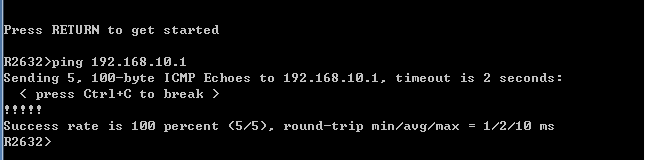 Press RETURN to get started
R2632>ping 192.168.10.1
Sending 5, 100-byte ICMP Echoes to 192.168.10.1, timeout is 2 seconds:
  < press Ctrl+C to break >
!!!!!
Success rate is 100 percent (5/5), round-trip min/avg/max = 1/2/10 ms
R2632>